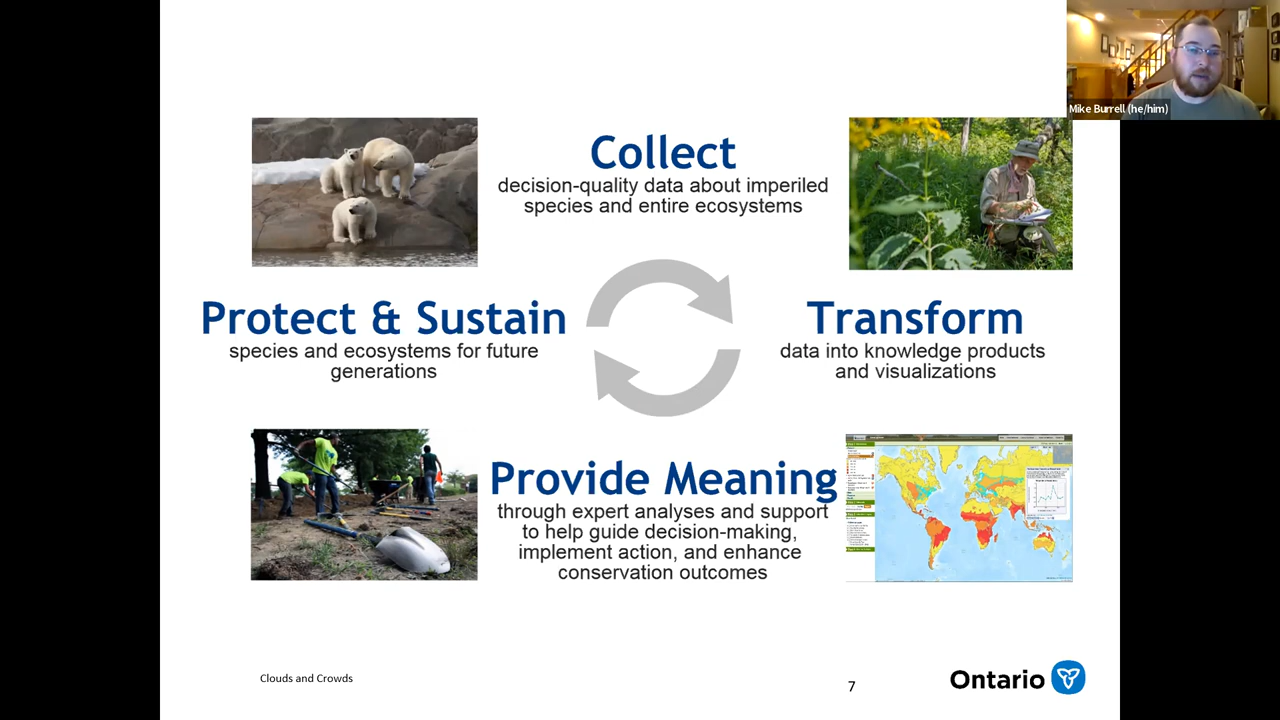 Mike Burrell (he/him)
Collect
decision-quality data about imperiled
species and entire ecosystems
Protect & Sustain
species and ecosystems for future
generations
Transform
data into knowledge products
and visualizations
Provide Meaning
through expert analyses and support
to help guide decision-making,
implement action, and enhance
conservation outcomes
Clouds and Crowds
7
Ontario